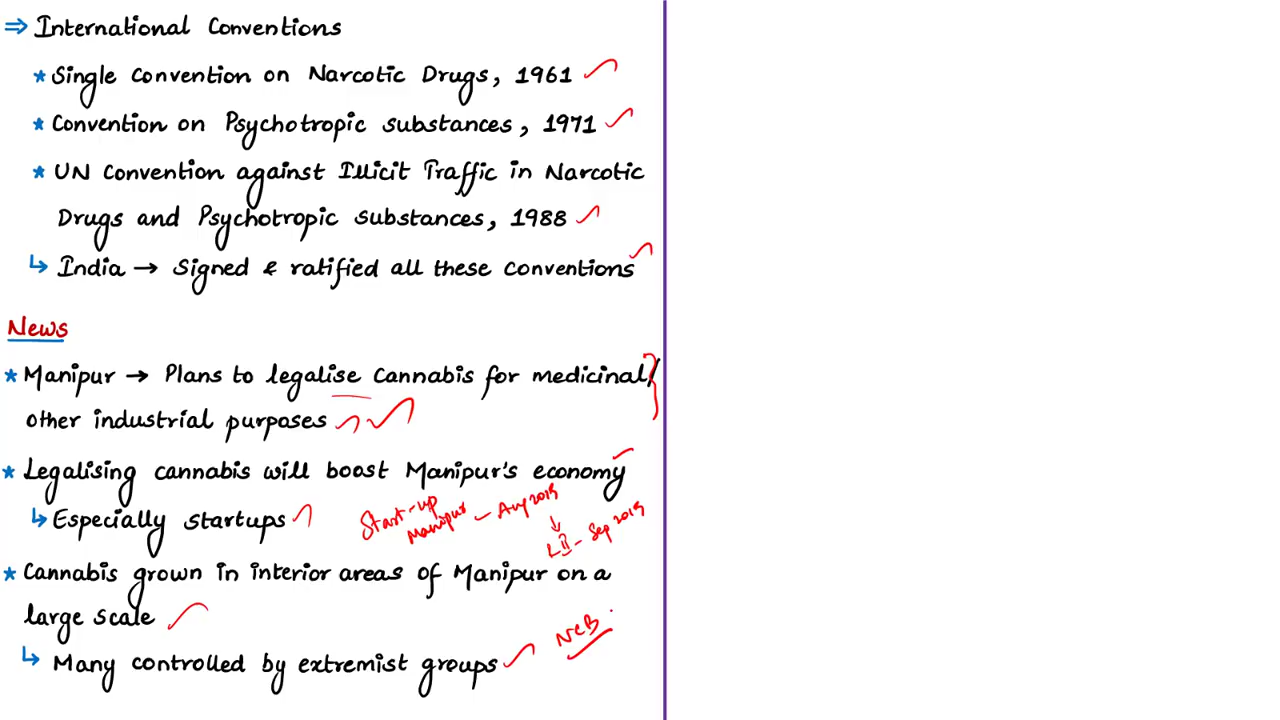 ⇒ International Conventions
* Single Convention on Narcotic Drugs, 1961
* Convention on Psychotropic substances, 1971
* UN Convention against Illicit Traffic in Narcotic
Drugs and Psychotropic substances, 1988
↳ India → Signed & ratified all these conventions
News
* Manipur → Plans to legalise Cannabis for medicinal/
other industrial purposes
* Legalising cannabis will boost Manipur's economy
↳ Especially startups
Start-up
Manipur - Aug 2019
↓
LII - Sep 2019
* Cannabis grown in interior areas of Manipur on a
large scale
NCB
↳ Many controlled by extremist groups